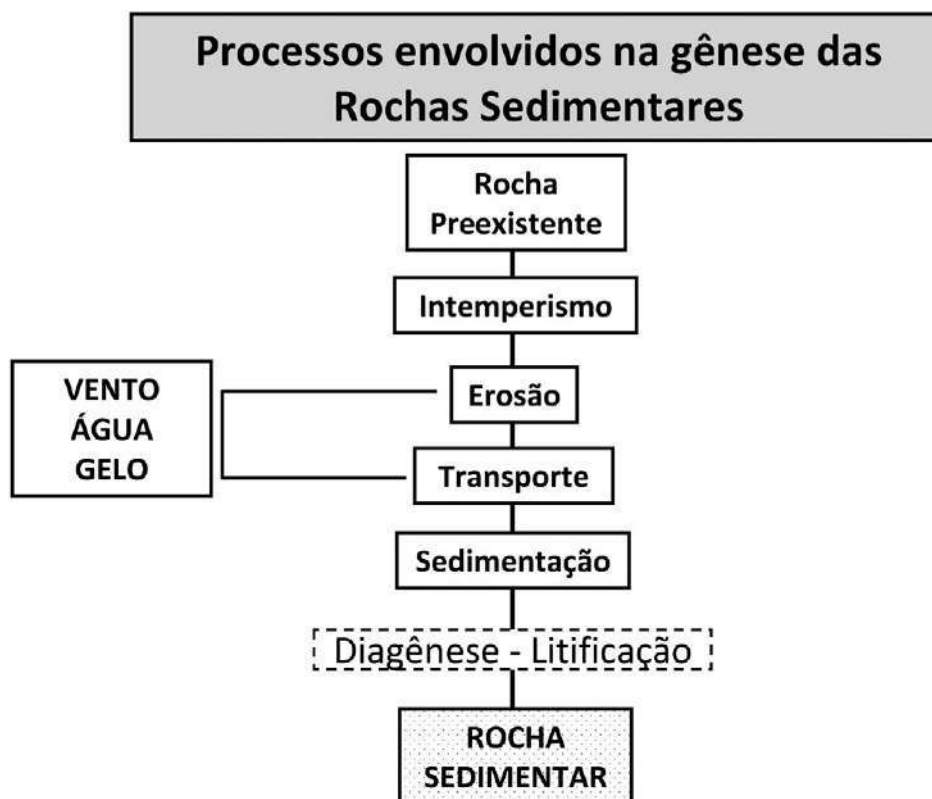 Processos envolvidos na gênese das
Rochas Sedimentares
Rocha
Preexistente
Intemperismo
VENTO
ÁGUA
GELO
Erosão
Transporte
Sedimentação
Diagênese - Litificação
ROCHA
SEDIMENTAR